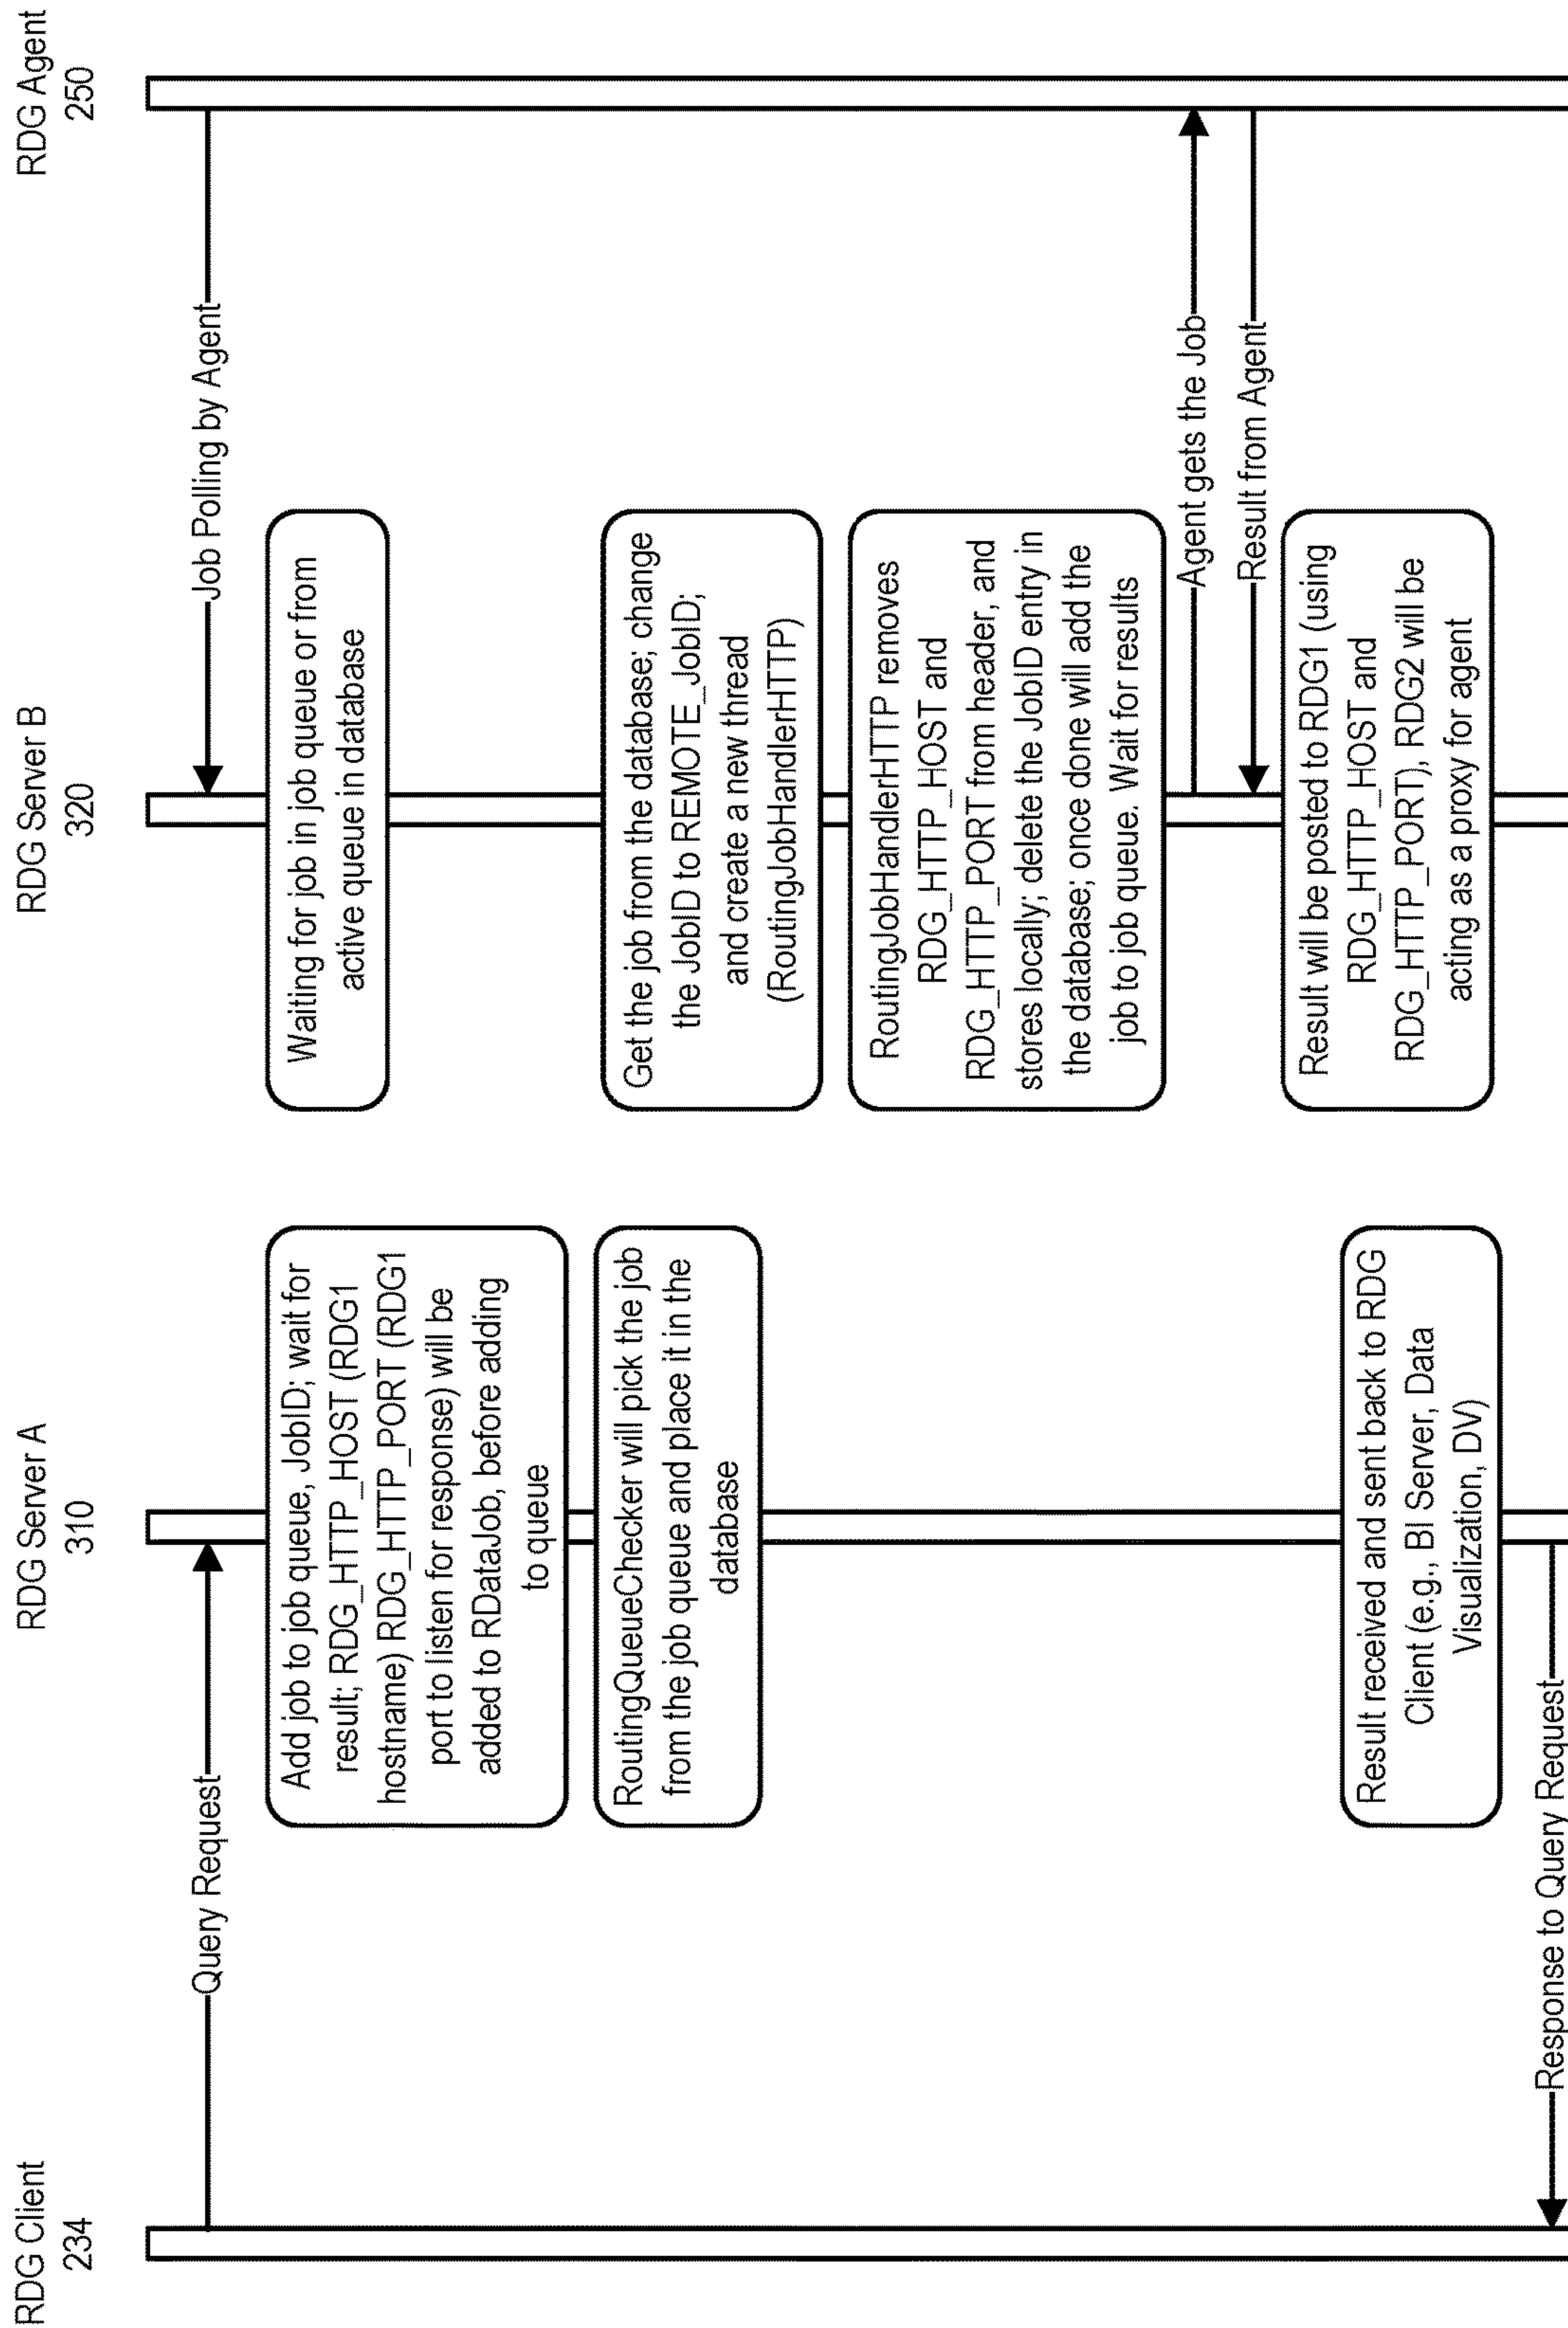 RDG Client
234
RDG Server A
310
RDG Server B
320
RDG Agent
250
Query Request
Job Polling by Agent
Add job to job queue, JobID; wait for
result; RDG_HTTP_HOST (RDG1
hostname) RDG_HTTP_PORT (RDG1
port to listen for response) will be
added to RDataJob, before adding
to queue
Waiting for job in job queue or from
active queue in database
RoutingQueueChecker will pick the job
from the job queue and place it in the
database
Get the job from the database; change
the JobID to REMOTE_JobID;
and create a new thread
(RoutingJobHandlerHTTP)
RoutingJobHandlerHTTP removes
RDG_HTTP_HOST and
RDG_HTTP_PORT from header, and
stores locally; delete the JobID entry in
the database; once done will add the
job to job queue. Wait for results
Agent gets the Job
Result from Agent
Result will be posted to RDG1 (using
RDG_HTTP_HOST and
RDG_HTTP_PORT), RDG2 will be
acting as a proxy for agent
Result received and sent back to RDG
Client (e.g., BI Server, Data
Visualization, DV)
Response to Query Request